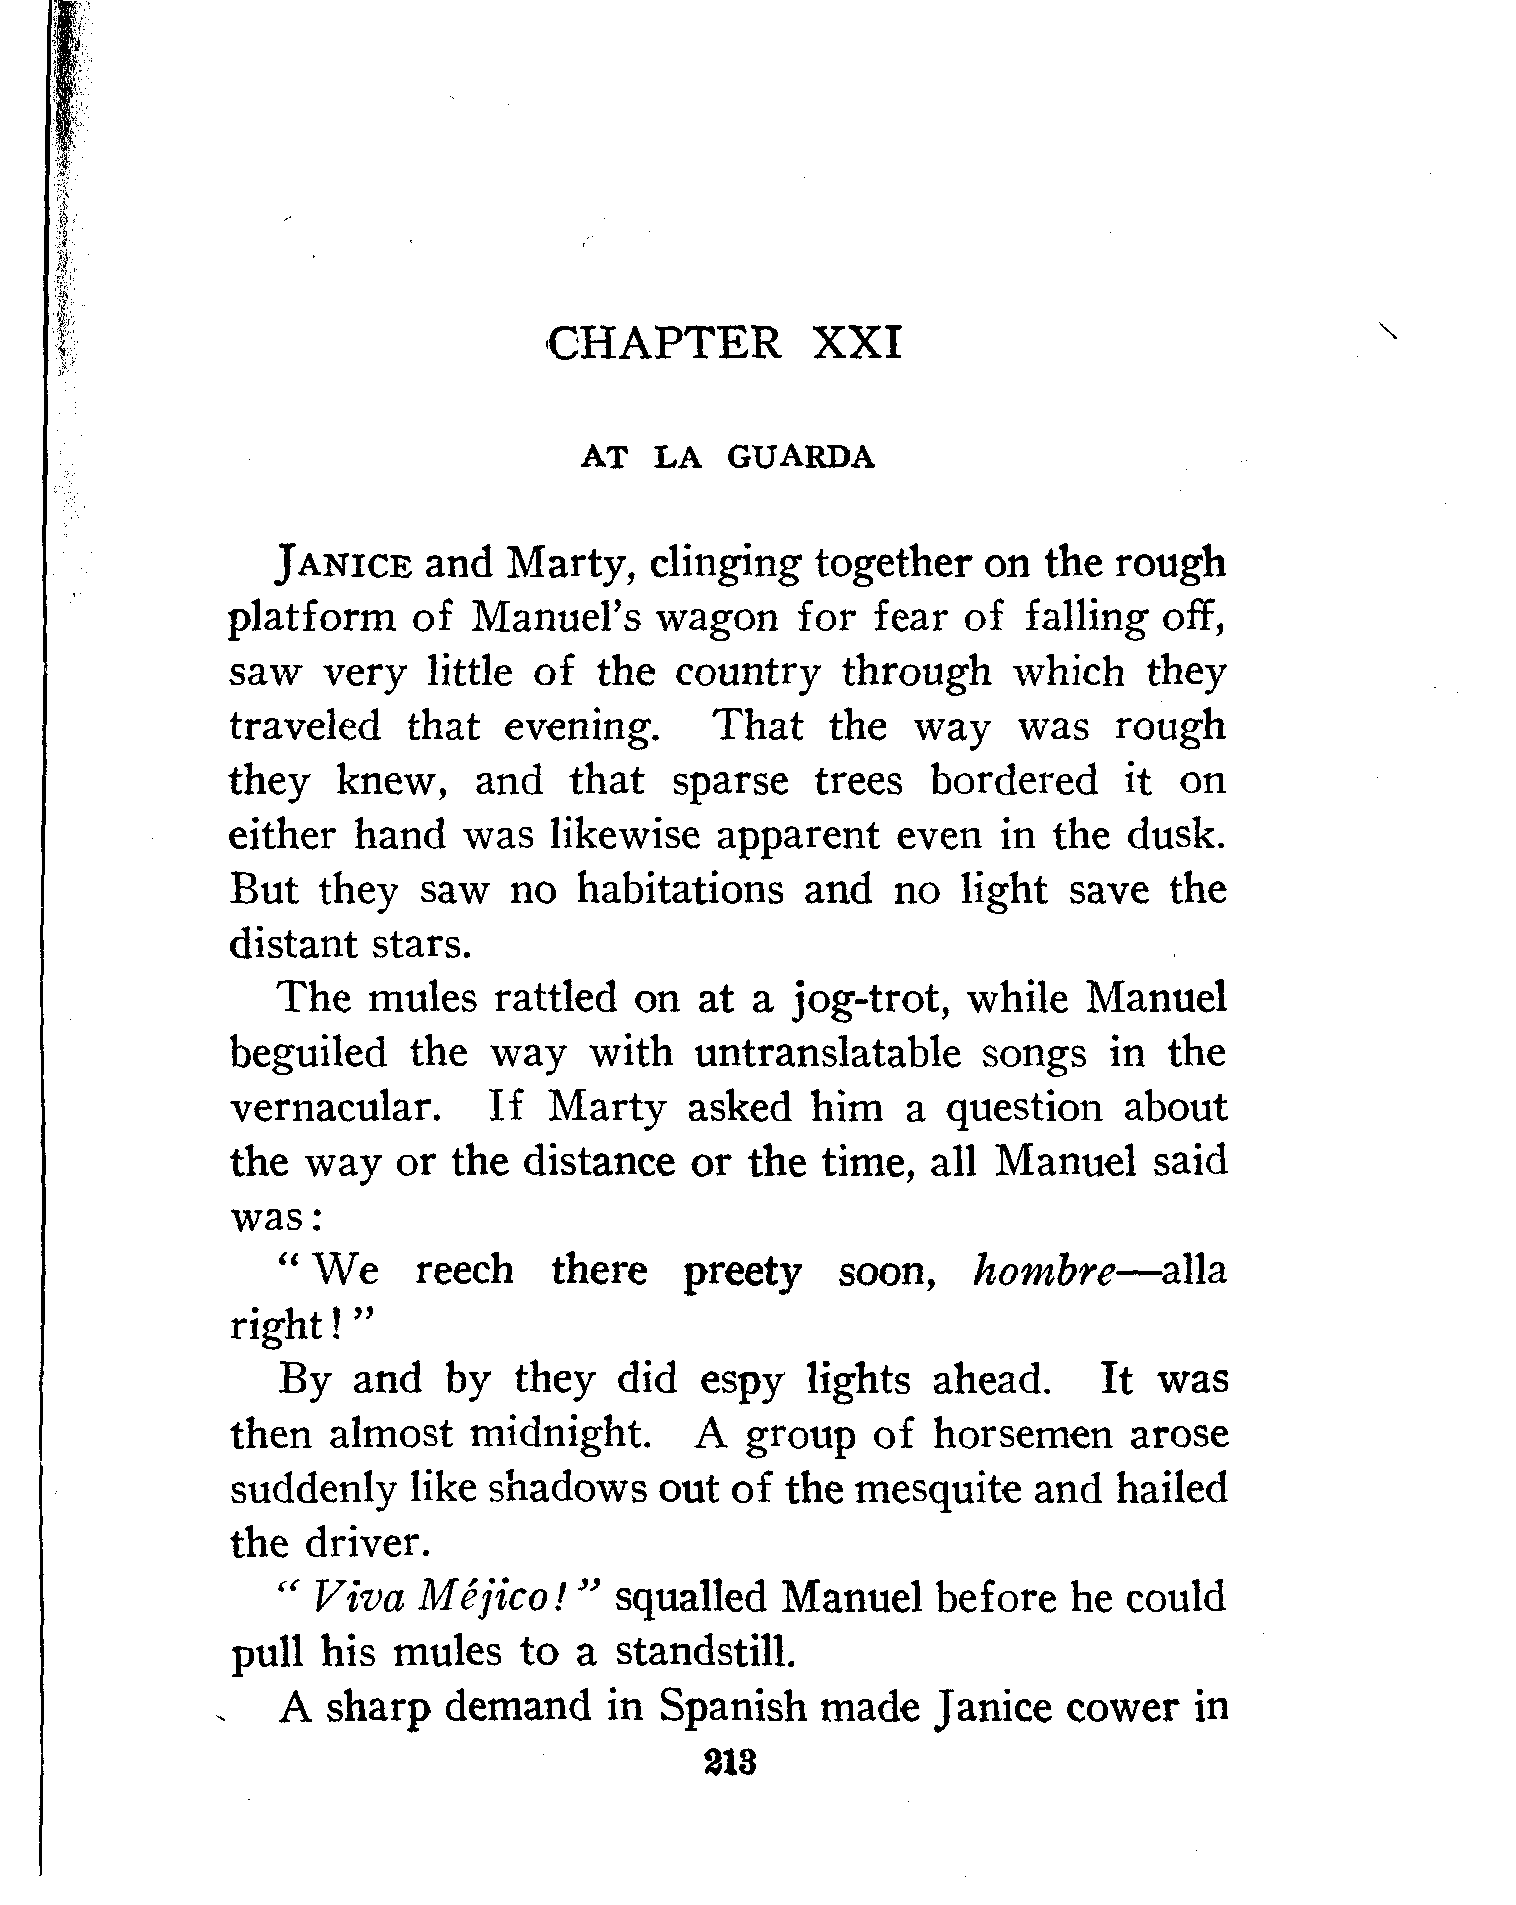 CHAPTER XXI
AT LA GUARDA
JANICE and Marty, clinging together on the rough
platform of Manuel's wagon for fear of falling off,
saw very little of the country through which they
traveled that evening. That the way was rough
they knew, and that sparse trees bordered it on
either hand was likewise apparent even in the dusk.
But they saw no habitations and no light save the
distant stars.
The mules rattled on at a jog-trot, while Manuel
beguiled the way with untranslatable songs in the
vernacular. If Marty asked him a question about
the way or the distance or the time, all Manuel said
was:
" We reech there preety soon, hombre—alla
right! "
By and by they did espy lights ahead. It was
then almost midnight. A group of horsemen arose
suddenly like shadows out of the mesquite and hailed
the driver.
" Viva Méjico! " squalled Manuel before he could
pull his mules to a standstill.
A sharp demand in Spanish made Janice cower in
213